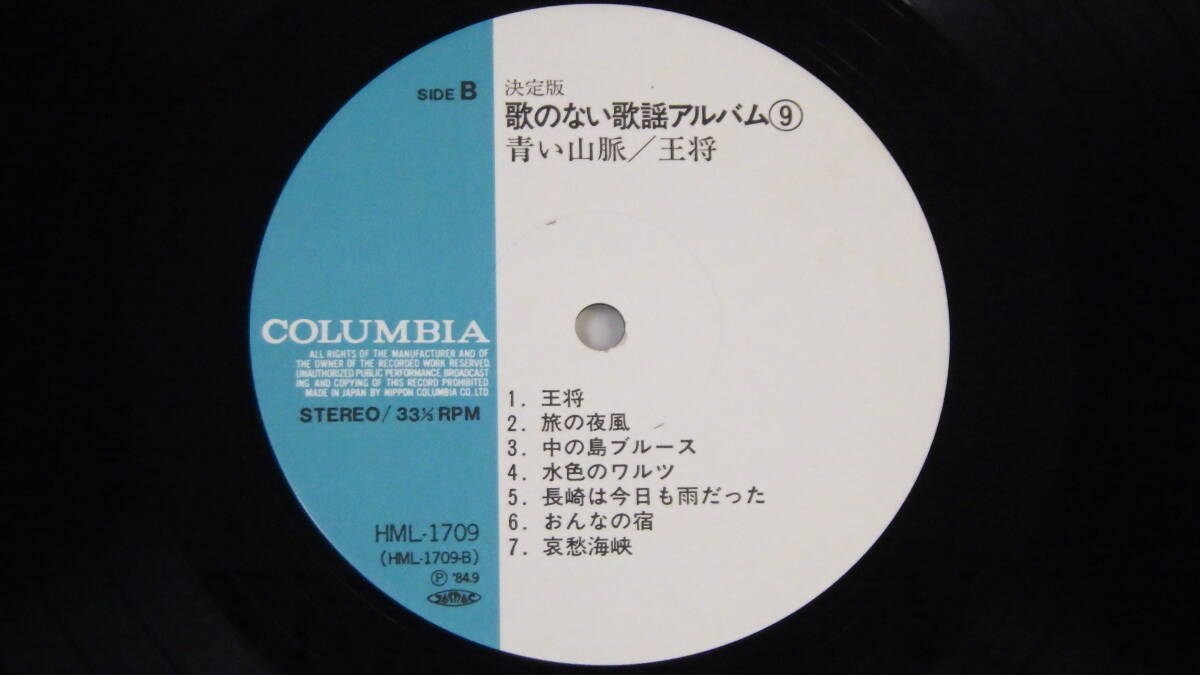 SIDE B
決定版
歌のない歌謡アルバム⑨
青い山脈／王将
COLUMBIA
ALL RIGHTS OF THE MANUFACTURER AND OF
THE OWNER OF THE RECORDED WORK RESERVED
UNAUTHORIZED PUBLIC PERFORMANCE, BROADCAST
ING AND COPYING OF THIS RECORD PROHIBITED
MADE IN JAPAN BY NIPPON COLUMBIA CO., LTD
STEREO/ 33⅓ RPM
HML-1709
(HML-1709-B)
Ⓟ '84.9
JASRAC
1. 王将
2. 旅の夜風
3. 中の島ブルース
4. 水色のワルツ
5. 長崎は今日も雨だった
6. おんなの宿
7. 哀愁海峡